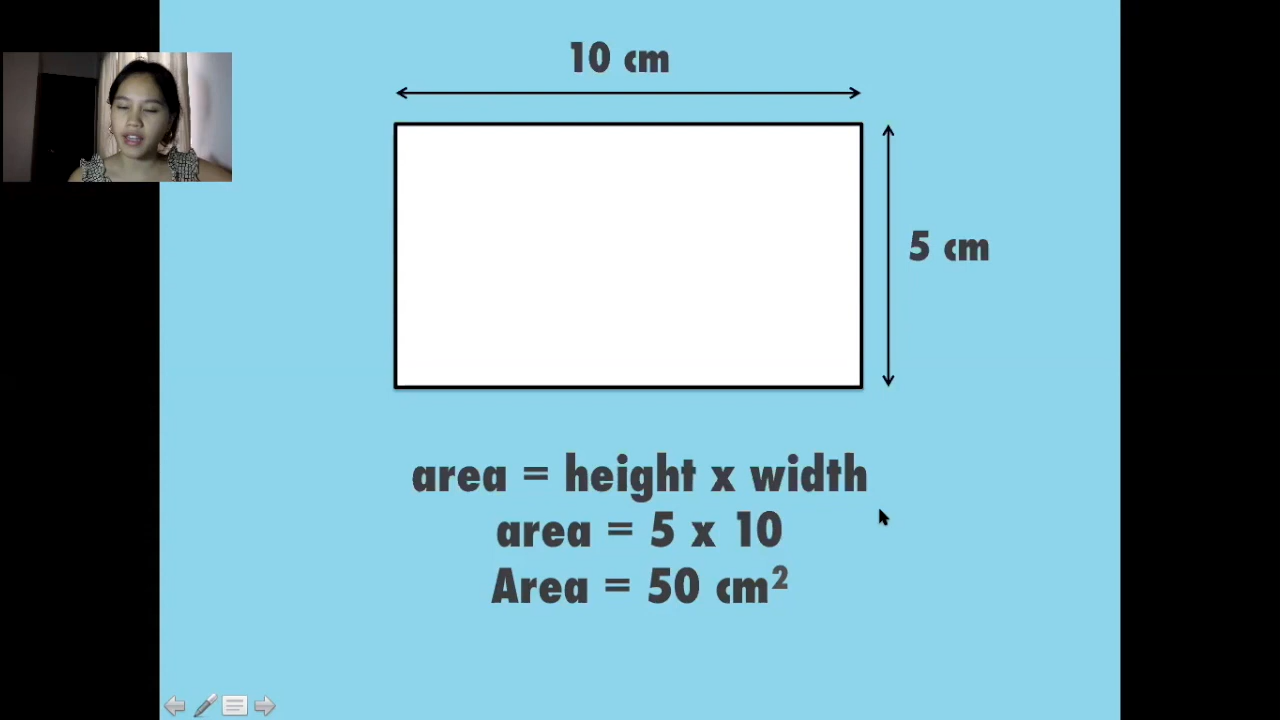 10 cm
5 cm
area = height x width
area = 5 x 10
Area = 50 cm²